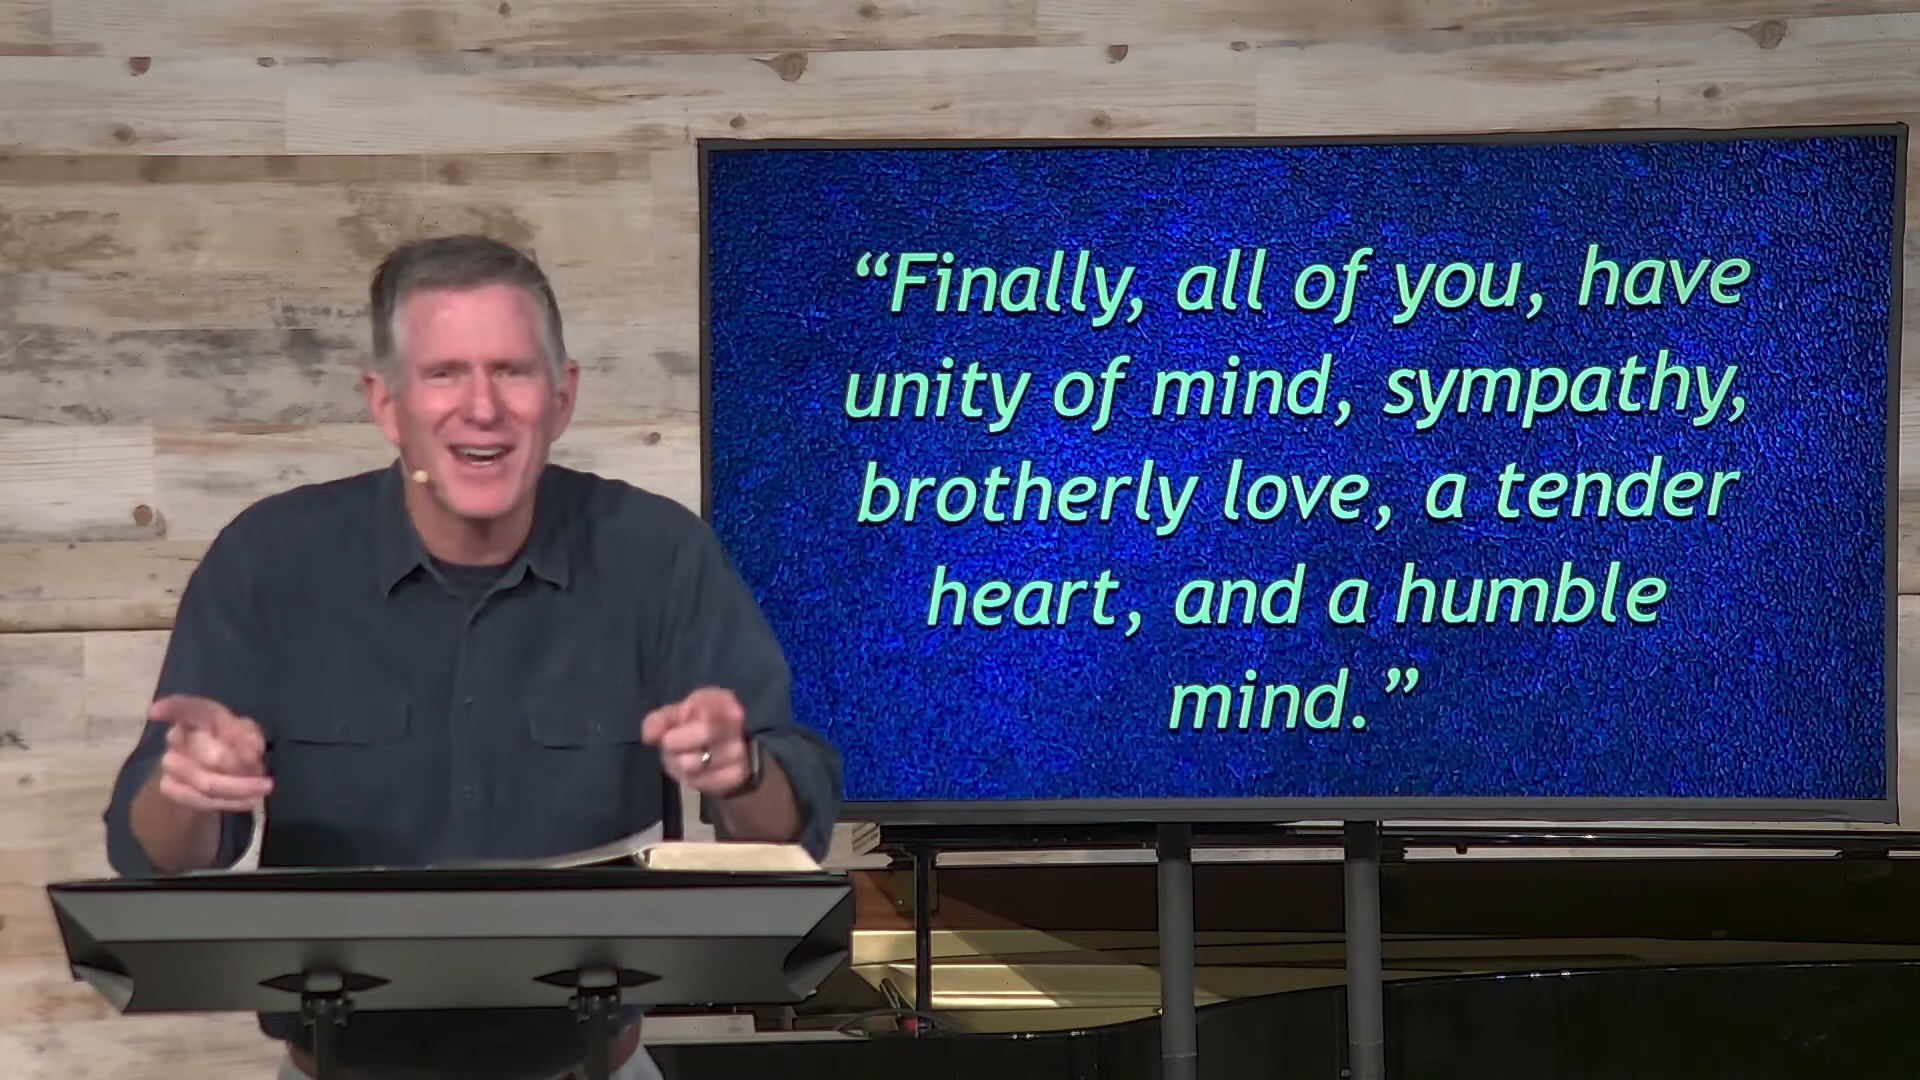 “Finally, all of you, have
unity of mind, sympathy,
brotherly love, a tender
heart, and a humble
mind.”